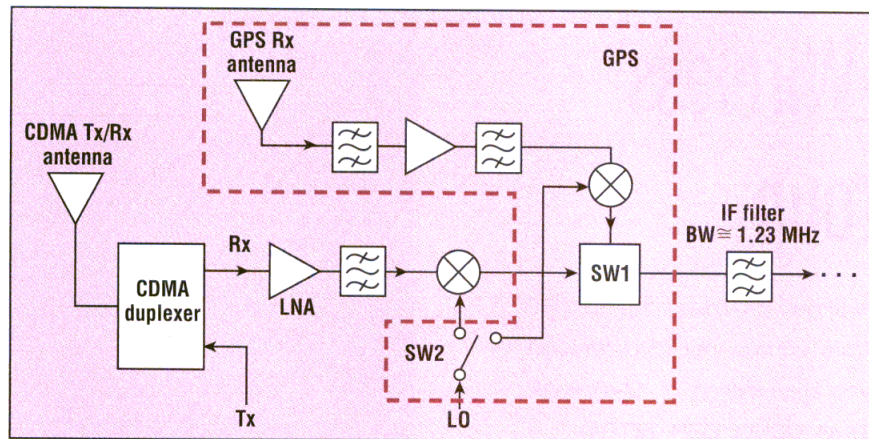 GPS Rx
antenna
GPS
CDMA Tx/Rx
antenna
IF filter
BW ≅ 1.23 MHz
Rx
CDMA
duplexer
LNA
SW1
SW2
Tx
LO